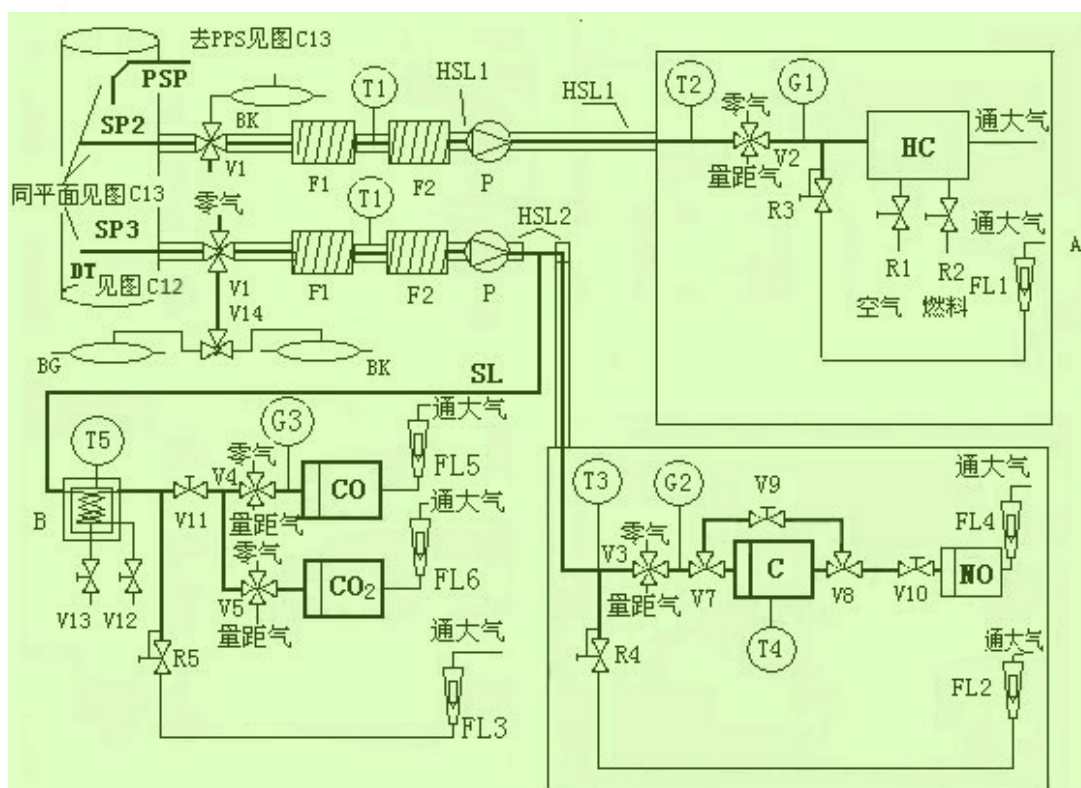 去PPS见图C13
PSP
HSL1
HSL1
T1
T2
零气
G1
通大气
SP2
BK
V1
F1
F2
P
量距气
V2
HC
同平面见图C13
零气
T1
HSL2
R3
通大气
A
SP3
DT
见图C12
V1
F1
F2
P
R1
R2
FL1
V14
空气
燃料
BG
BK
SL
通大气
T5
G3
零气
V4
CO
FL5
通大气
T3
G2
V9
通大气
B
V11
量距气
零气
零气
V3
C
FL4
NO
CO2
FL6
V13
V12
V5
量距气
量距气
V7
V8
V10
通大气
R5
R4
T4
通大气
FL3
FL2